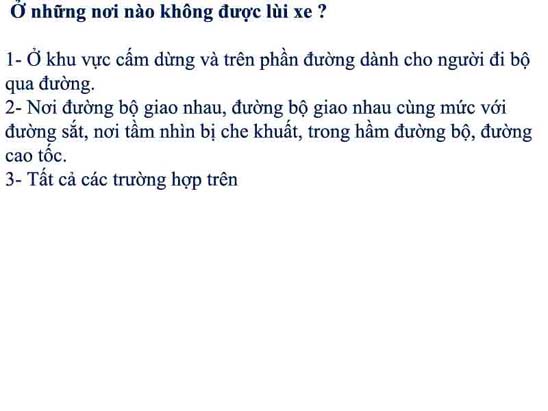 Ở những nơi nào không được lùi xe ?
1- Ở khu vực cấm dừng và trên phần đường dành cho người đi bộ
qua đường.
2- Nơi đường bộ giao nhau, đường bộ giao nhau cùng mức với
đường sắt, nơi tầm nhìn bị che khuất, trong hầm đường bộ, đường
cao tốc.
3- Tất cả các trường hợp trên